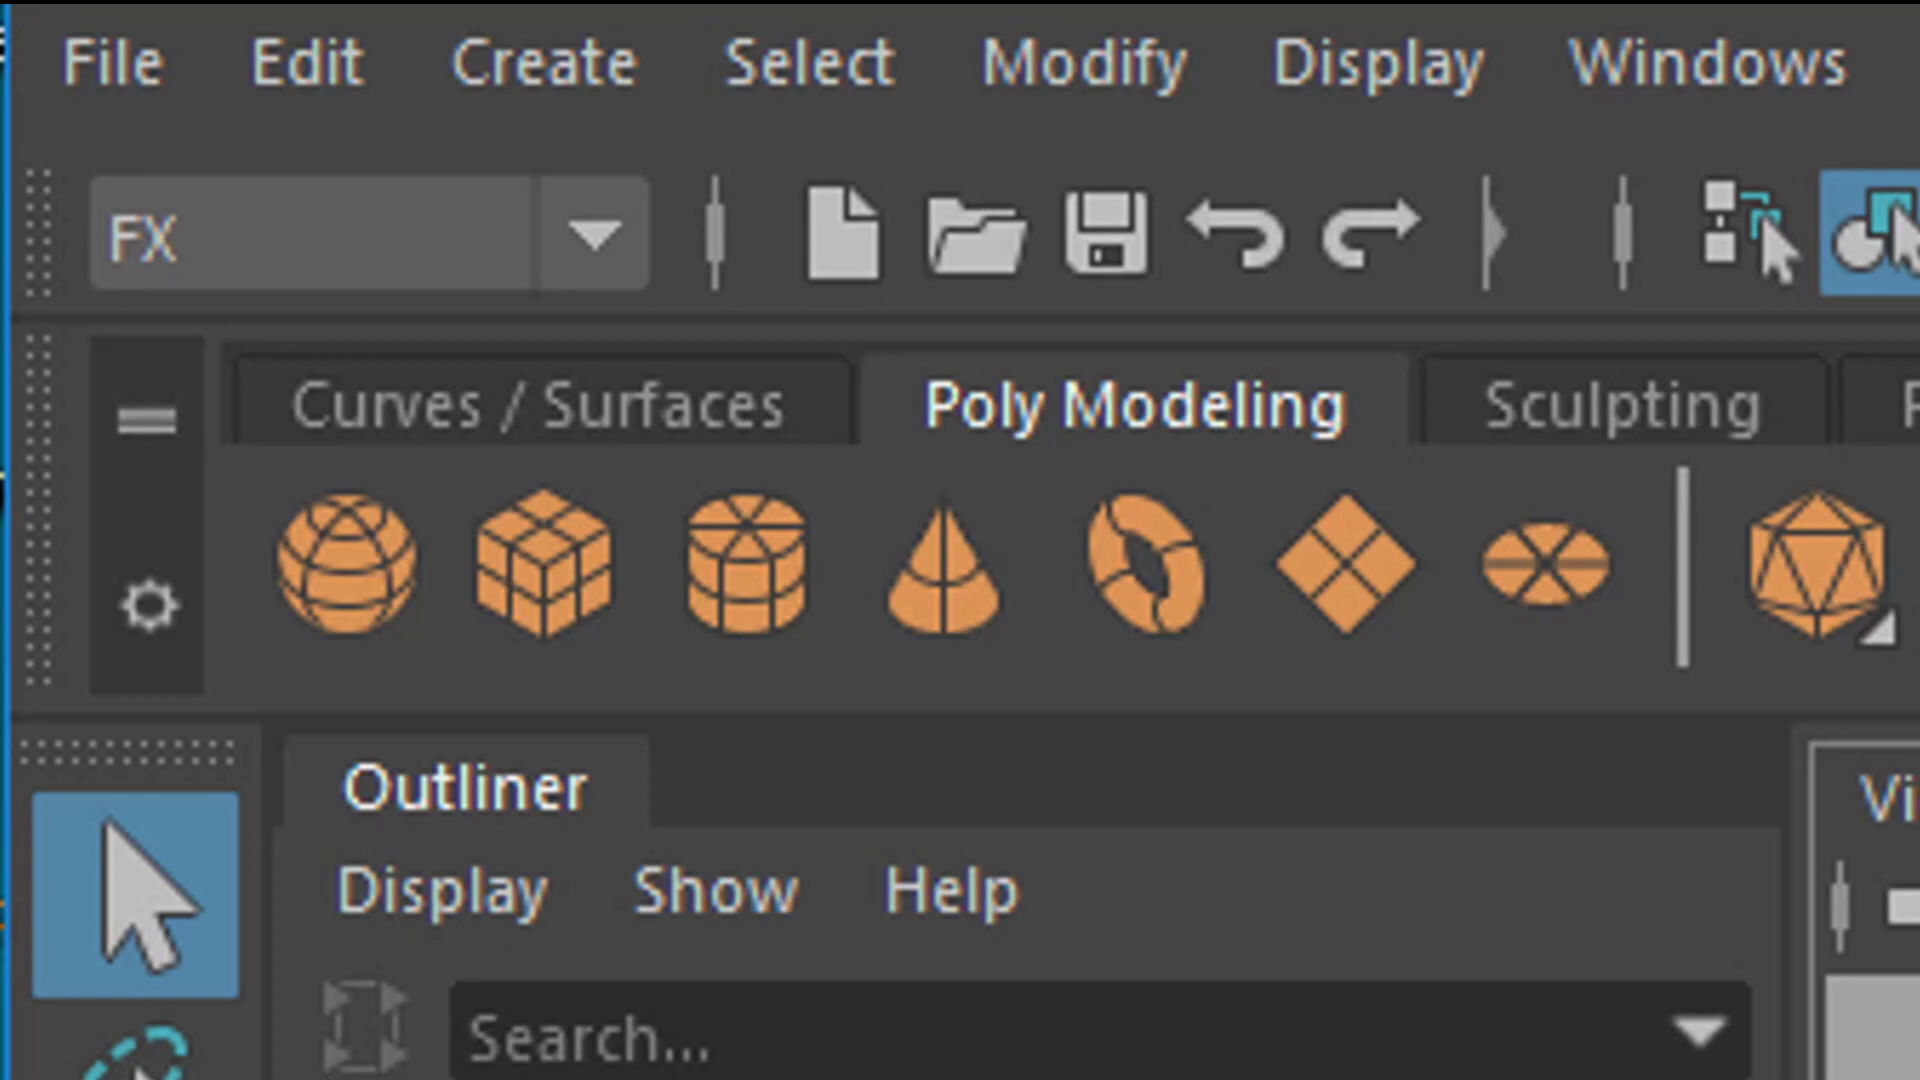 File Edit Create Select Modify Display Windows
FX
Curves / Surfaces Poly Modeling Sculpting
Outliner
Display Show Help
Search...